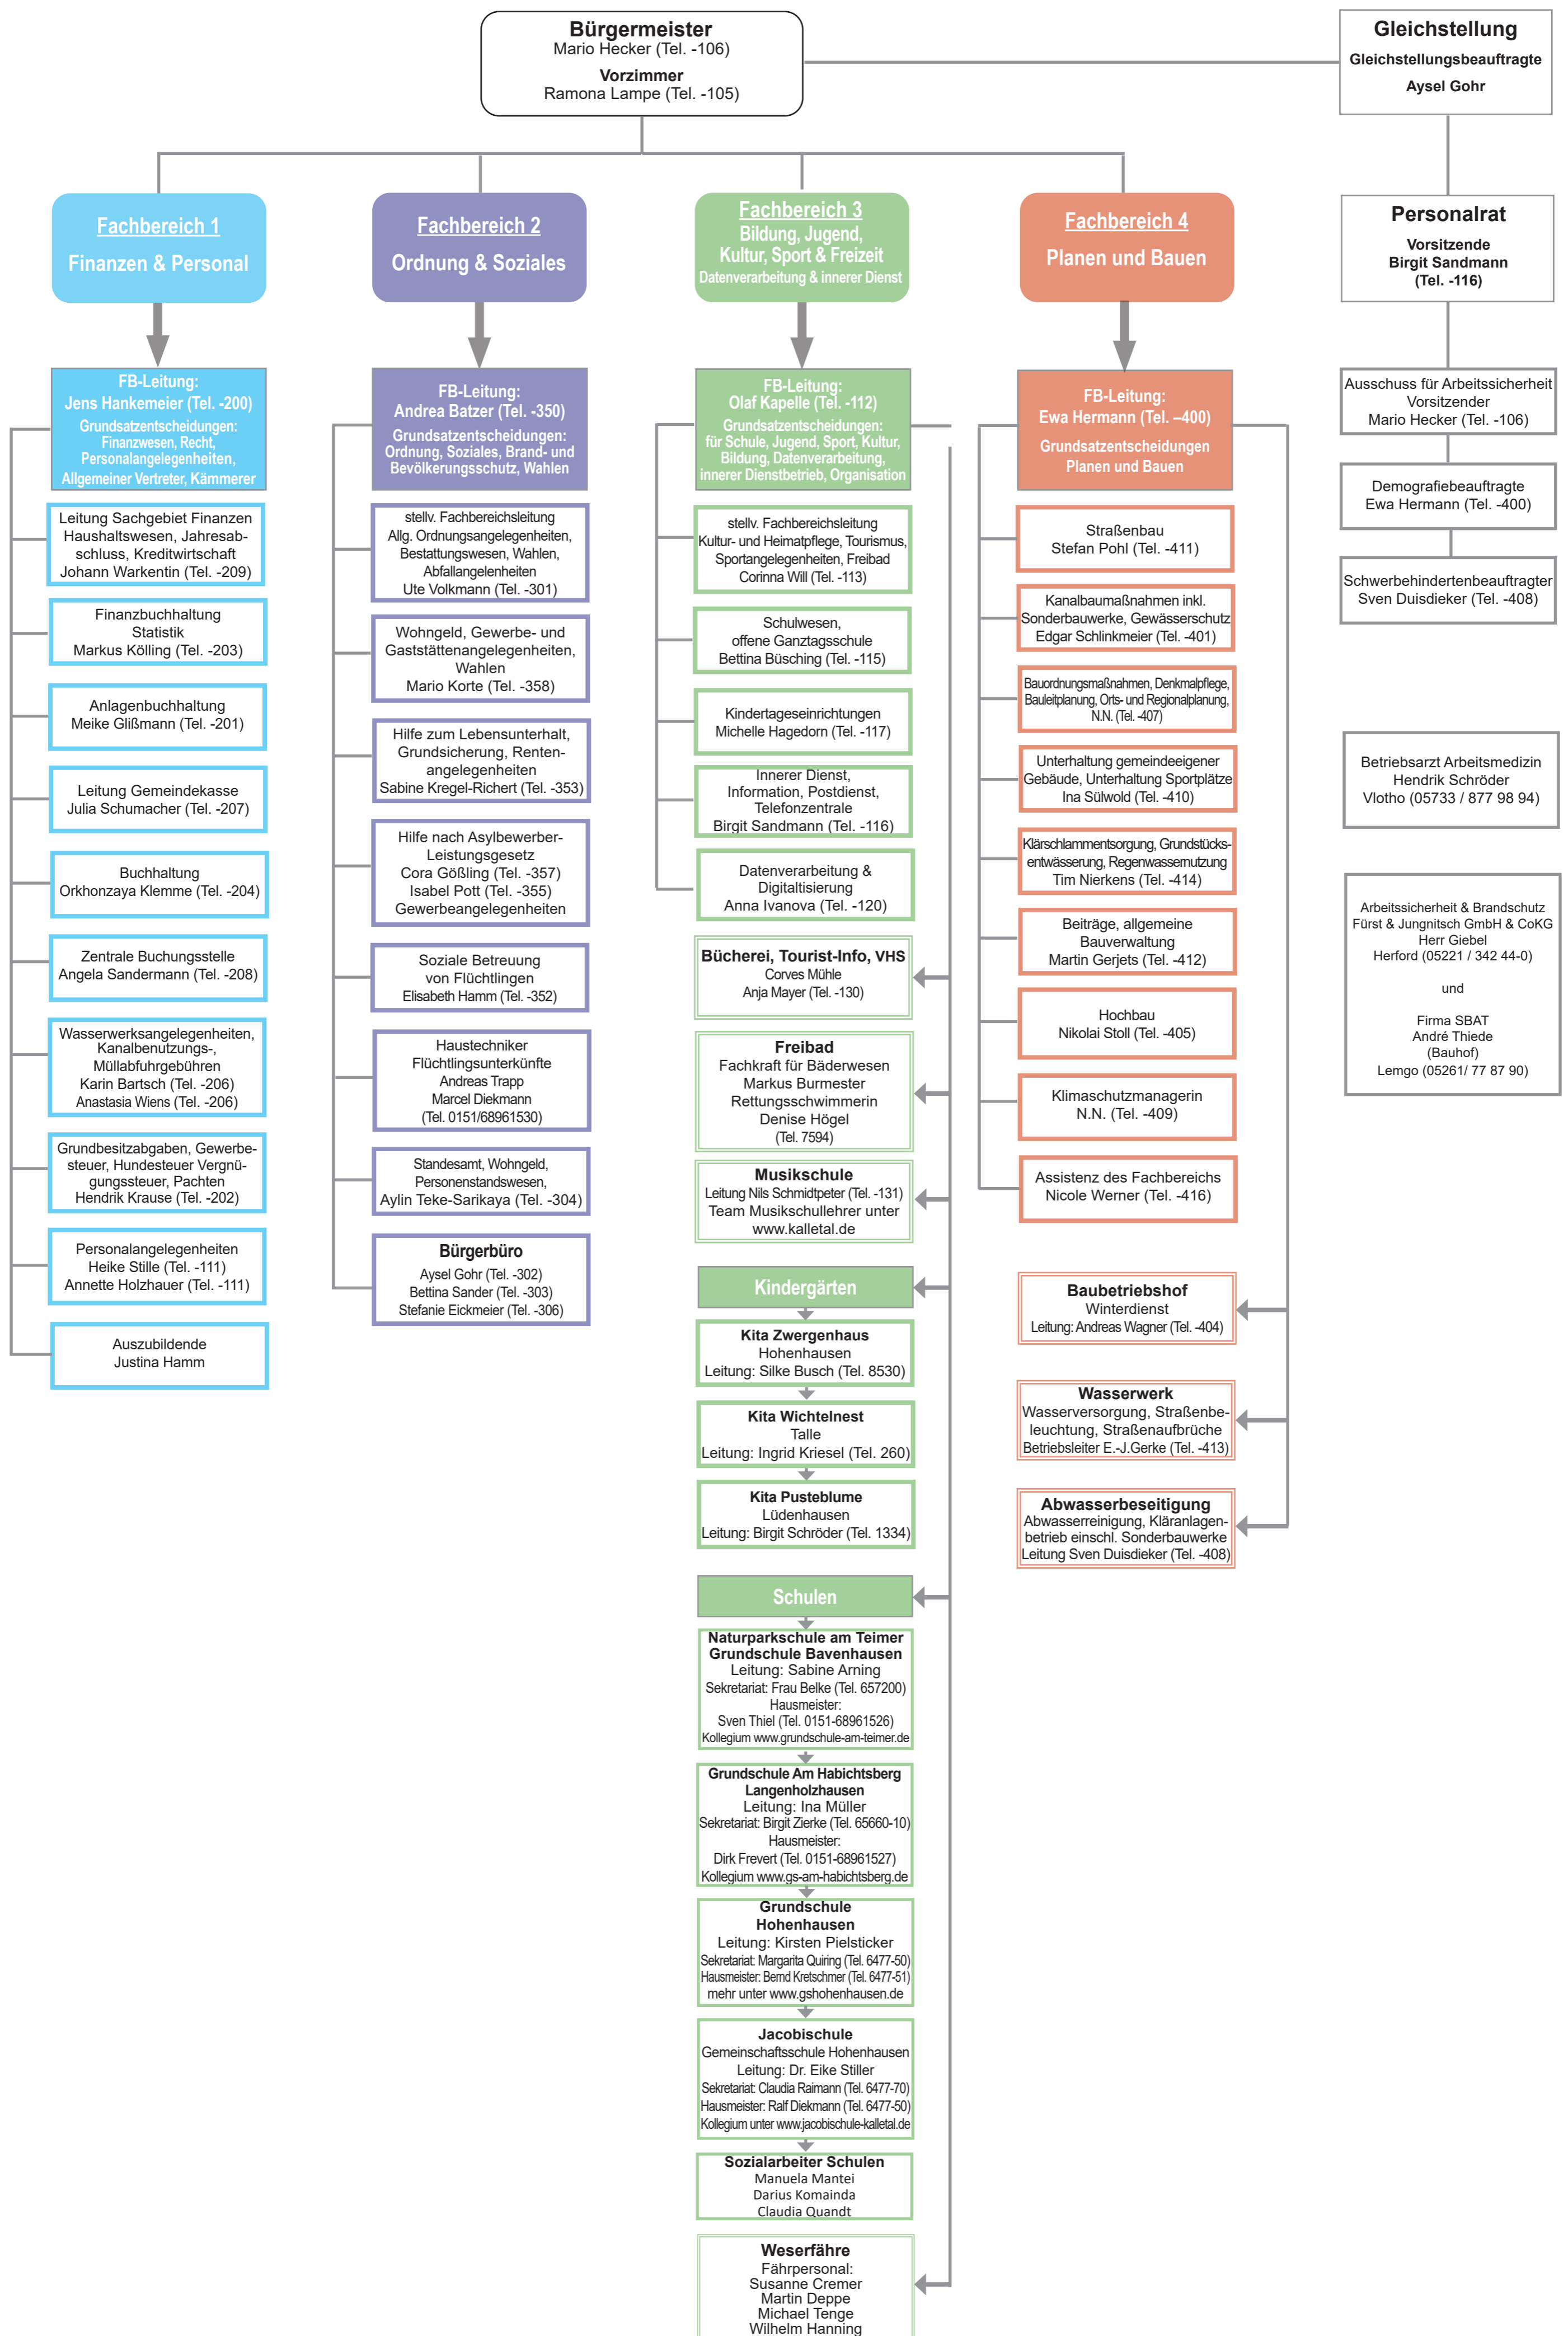 Bürgermeister
Mario Hecker (Tel. -106)
Vorzimmer
Ramona Lampe (Tel. -105)
Gleichstellung
Gleichstellungsbeauftragte
Aysel Gohr
Fachbereich 1
Finanzen & Personal
FB-Leitung:
Jens Hankemeier (Tel. -200)
Grundsatzentscheidungen:
Finanzwesen, Recht,
Personalangelegenheiten,
Allgemeiner Vertreter, Kämmerer
Leitung Sachgebiet Finanzen
Haushaltswesen, Jahresab-
schluss, Kreditwirtschaft
Johann Warkentin (Tel. -209)
Finanzbuchhaltung
Statistik
Markus Kölling (Tel. -203)
Anlagenbuchhaltung
Meike Glißmann (Tel. -201)
Leitung Gemeindekasse
Julia Schumacher (Tel. -207)
Buchhaltung
Orkhonzaya Klemme (Tel. -204)
Zentrale Buchungsstelle
Angela Sandermann (Tel. -208)
Wasserwerksangelegenheiten,
Kanalbenutzungs-,
Müllabfuhrgebühren
Karin Bartsch (Tel. -206)
Anastasia Wiens (Tel. -206)
Grundbesitzabgaben, Gewerbe-
steuer, Hundesteuer Vergnü-
gungssteuer, Pachten
Hendrik Krause (Tel. -202)
Personalangelegenheiten
Heike Stille (Tel. -111)
Annette Holzhauer (Tel. -111)
Auszubildende
Justina Hamm
Fachbereich 2
Ordnung & Soziales
FB-Leitung:
Andrea Batzer (Tel. -350)
Grundsatzentscheidungen:
Ordnung, Soziales, Brand- und
Bevölkerungsschutz, Wahlen
stellv. Fachbereichsleitung
Allg. Ordnungsangelegenheiten,
Bestattungswesen, Wahlen,
Abfallangelenheiten
Ute Volkmann (Tel. -301)
Wohngeld, Gewerbe- und
Gaststättenangelegenheiten,
Wahlen
Mario Korte (Tel. -358)
Hilfe zum Lebensunterhalt,
Grundsicherung, Renten-
angelegenheiten
Sabine Kregel-Richert (Tel. -353)
Hilfe nach Asylbewerber-
Leistungsgesetz
Cora Gößling (Tel. -357)
Isabel Pott (Tel. -355)
Gewerbeangelegenheiten
Soziale Betreuung
von Flüchtlingen
Elisabeth Hamm (Tel. -352)
Haustechniker
Flüchtlingsunterkünfte
Andreas Trapp
Marcel Diekmann
(Tel. 0151/68961530)
Standesamt, Wohngeld,
Personenstandswesen,
Aylin Teke-Sarikaya (Tel. -304)
Bürgerbüro
Aysel Gohr (Tel. -302)
Bettina Sander (Tel. -303)
Stefanie Eickmeier (Tel. -306)
Fachbereich 3
Bildung, Jugend,
Kultur, Sport & Freizeit
Datenverarbeitung & innerer Dienst
FB-Leitung:
Olaf Kapelle (Tel. -112)
Grundsatzentscheidungen:
für Schule, Jugend, Sport, Kultur,
Bildung, Datenverarbeitung,
innerer Dienstbetrieb, Organisation
stellv. Fachbereichsleitung
Kultur- und Heimatpflege, Tourismus,
Sportangelegenheiten, Freibad
Corinna Will (Tel. -113)
Schulwesen,
offene Ganztagsschule
Bettina Büsching (Tel. -115)
Kindertageseinrichtungen
Michelle Hagedorn (Tel. -117)
Innerer Dienst,
Information, Postdienst,
Telefonzentrale
Birgit Sandmann (Tel. -116)
Datenverarbeitung &
Digitaltisierung
Anna Ivanova (Tel. -120)
Bücherei, Tourist-Info, VHS
Corves Mühle
Anja Mayer (Tel. -130)
Freibad
Fachkraft für Bäderwesen
Markus Burmester
Rettungsschwimmerin
Denise Högel
(Tel. 7594)
Musikschule
Leitung Nils Schmidtpeter (Tel. -131)
Team Musikschullehrer unter
www.kalletal.de
Kindergärten
Kita Zwergenhaus
Hohenhausen
Leitung: Silke Busch (Tel. 8530)
Kita Wichtelnest
Talle
Leitung: Ingrid Kriesel (Tel. 260)
Kita Pusteblume
Lüdenhausen
Leitung: Birgit Schröder (Tel. 1334)
Schulen
Naturparkschule am Teimer
Grundschule Bavenhausen
Leitung: Sabine Arning
Sekretariat: Frau Belke (Tel. 657200)
Hausmeister:
Sven Thiel (Tel. 0151-68961526)
Kollegium www.grundschule-am-teimer.de
Grundschule Am Habichtsberg
Langenholzhausen
Leitung: Ina Müller
Sekretariat: Birgit Zierke (Tel. 65660-10)
Hausmeister:
Dirk Frevert (Tel. 0151-68961527)
Kollegium www.gs-am-habichtsberg.de
Grundschule
Hohenhausen
Leitung: Kirsten Pielsticker
Sekretariat: Margarita Quiring (Tel. 6477-50)
Hausmeister: Bernd Kretschmer (Tel. 6477-51)
mehr unter www.gshohenhausen.de
Jacobischule
Gemeinschaftsschule Hohenhausen
Leitung: Dr. Eike Stiller
Sekretariat: Claudia Raimann (Tel. 6477-70)
Hausmeister: Ralf Diekmann (Tel. 6477-50)
Kollegium unter www.jacobischule-kalletal.de
Sozialarbeiter Schulen
Manuela Mantei
Darius Komainda
Claudia Quandt
Weserfähre
Fährpersonal:
Susanne Cremer
Martin Deppe
Michael Tenge
Wilhelm Hanning
Fachbereich 4
Planen und Bauen
FB-Leitung:
Ewa Hermann (Tel. –400)
Grundsatzentscheidungen
Planen und Bauen
Straßenbau
Stefan Pohl (Tel. -411)
Kanalbaumaßnahmen inkl.
Sonderbauwerke, Gewässerschutz
Edgar Schlinkmeier (Tel. -401)
Bauordnungsmaßnahmen, Denkmalpflege,
Bauleitplanung, Orts- und Regionalplanung,
N.N. (Tel. -407)
Unterhaltung gemeindeeigener
Gebäude, Unterhaltung Sportplätze
Ina Sülwold (Tel. -410)
Klärschlammentsorgung, Grundstücks-
entwässerung, Regenwassernutzung
Tim Nierkens (Tel. -414)
Beiträge, allgemeine
Bauverwaltung
Martin Gerjets (Tel. -412)
Hochbau
Nikolai Stoll (Tel. -405)
Klimaschutzmanagerin
N.N. (Tel. -409)
Assistenz des Fachbereichs
Nicole Werner (Tel. -416)
Baubetriebshof
Winterdienst
Leitung: Andreas Wagner (Tel. -404)
Wasserwerk
Wasserversorgung, Straßenbe-
leuchtung, Straßenaufbrüche
Betriebsleiter E.-J.Gerke (Tel. -413)
Abwasserbeseitigung
Abwasserreinigung, Kläranlagen-
betrieb einschl. Sonderbauwerke
Leitung Sven Duisdieker (Tel. -408)
Personalrat
Vorsitzende
Birgit Sandmann
(Tel. -116)
Ausschuss für Arbeitssicherheit
Vorsitzender
Mario Hecker (Tel. -106)
Demografiebeauftragte
Ewa Hermann (Tel. -400)
Schwerbehindertenbeauftragter
Sven Duisdieker (Tel. -408)
Betriebsarzt Arbeitsmedizin
Hendrik Schröder
Vlotho (05733 / 877 98 94)
Arbeitssicherheit & Brandschutz
Fürst & Jungnitsch GmbH & CoKG
Herr Giebel
Herford (05221 / 342 44-0)
und
Firma SBAT
André Thiede
(Bauhof)
Lemgo (05261/ 77 87 90)